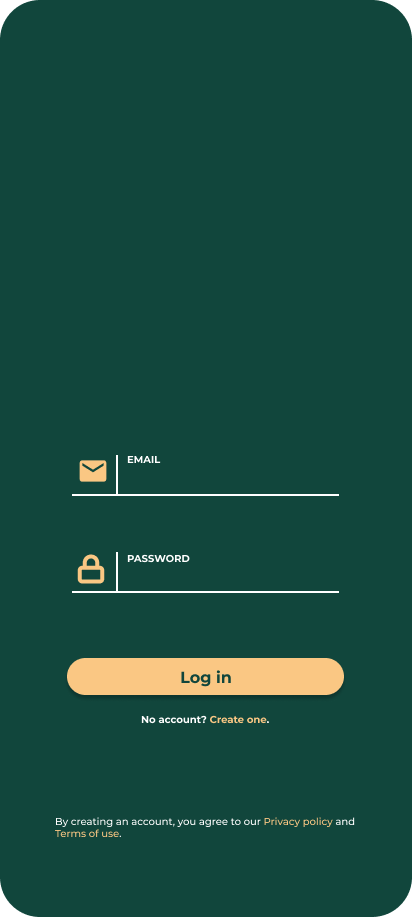 EMAIL
PASSWORD
Log in
No account? Create one.
By creating an account, you agree to our Privacy policy and
Terms of use.